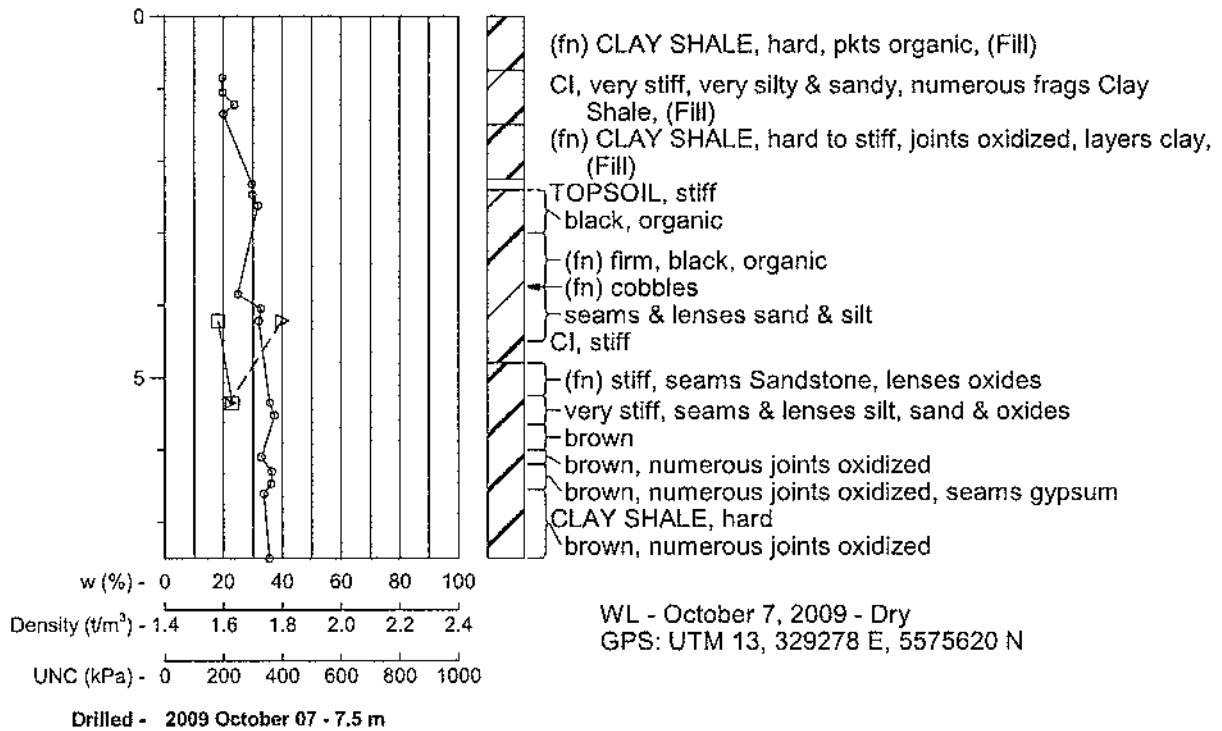 0
(fn) CLAY SHALE, hard, pkts organic, (Fill)
CI, very stiff, very silty & sandy, numerous frags Clay
Shale, (Fill)
(fn) CLAY SHALE, hard to stiff, joints oxidized, layers clay,
(Fill)
TOPSOIL, stiff
black, organic
(fn) firm, black, organic
(fn) cobbles
seams & lenses sand & silt
CI, stiff
5
(fn) stiff, seams Sandstone, lenses oxides
very stiff, seams & lenses silt, sand & oxides
brown
brown, numerous joints oxidized
brown, numerous joints oxidized, seams gypsum
CLAY SHALE, hard
brown, numerous joints oxidized
w (%) - 0 20 40 60 80 100
Density (t/m³) - 1.4 1.6 1.8 2.0 2.2 2.4
UNC (kPa) - 0 200 400 600 800 1000
WL - October 7, 2009 - Dry
GPS: UTM 13, 329278 E, 5575620 N
Drilled - 2009 October 07 - 7.5 m